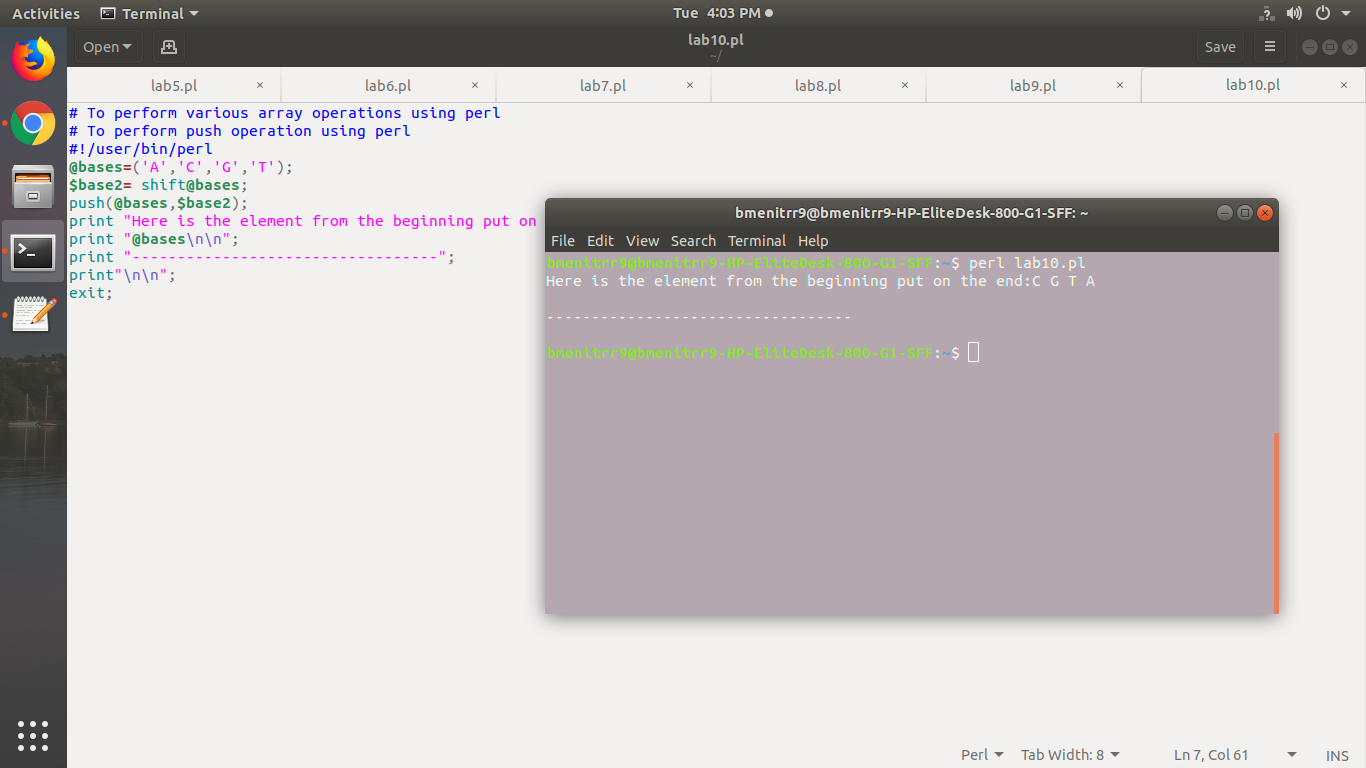 Activities Terminal Tue 4:03 PM
Open lab10.pl Save
~/
lab5.pl × lab6.pl × lab7.pl × lab8.pl × lab9.pl × lab10.pl ×
# To perform various array operations using perl
# To perform push operation using perl
#!/user/bin/perl
@bases=('A','C','G','T');
$base2= shift@bases;
push(@bases,$base2);
print "Here is the element from the beginning put on
print "@bases\n\n";
print "----------------------------------";
print"\n\n";
exit;
bmenitrr9@bmenitrr9-HP-EliteDesk-800-G1-SFF: ~
File Edit View Search Terminal Help
bmenitrr9@bmenitrr9-HP-EliteDesk-800-G1-SFF:~$ perl lab10.pl
Here is the element from the beginning put on the end:C G T A
----------------------------------
bmenitrr9@bmenitrr9-HP-EliteDesk-800-G1-SFF:~$
Perl Tab Width: 8 Ln 7, Col 61 INS